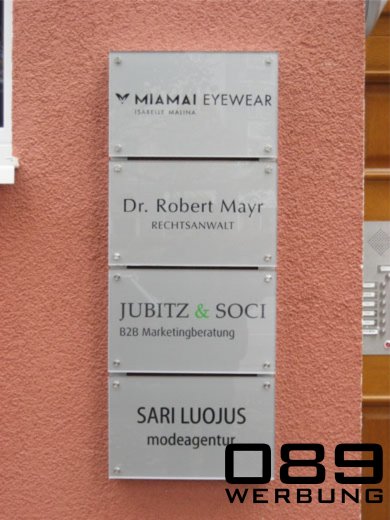 MIAMAI EYEWEAR
ISABELLE MALINA
Dr. Robert Mayr
RECHTSANWALT
JUBITZ & SOCI
B2B Marketingberatung
SARI LUOJUS
modeagentur
089
WERBUNG